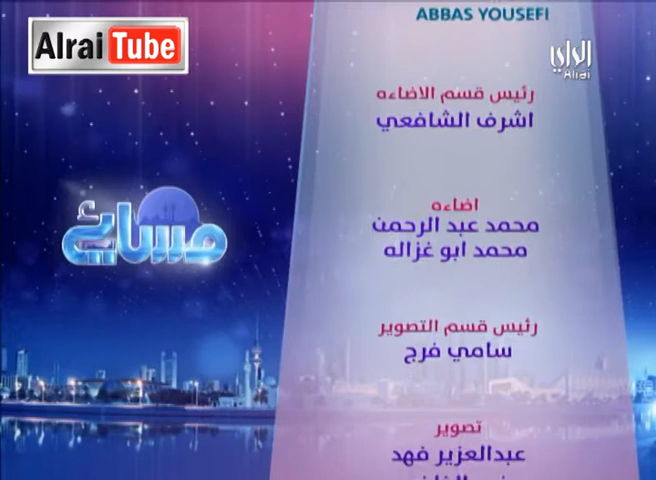 Alrai Tube
ABBAS YOUSEFI
الراي
Alrai
رئيس قسم الاضاءه
اشرف الشافعي
اضاءه
محمد عبد الرحمن
محمد ابو غزاله
مسائي
رئيس قسم التصوير
سامي فرج
تصوير
عبدالعزيز فهد